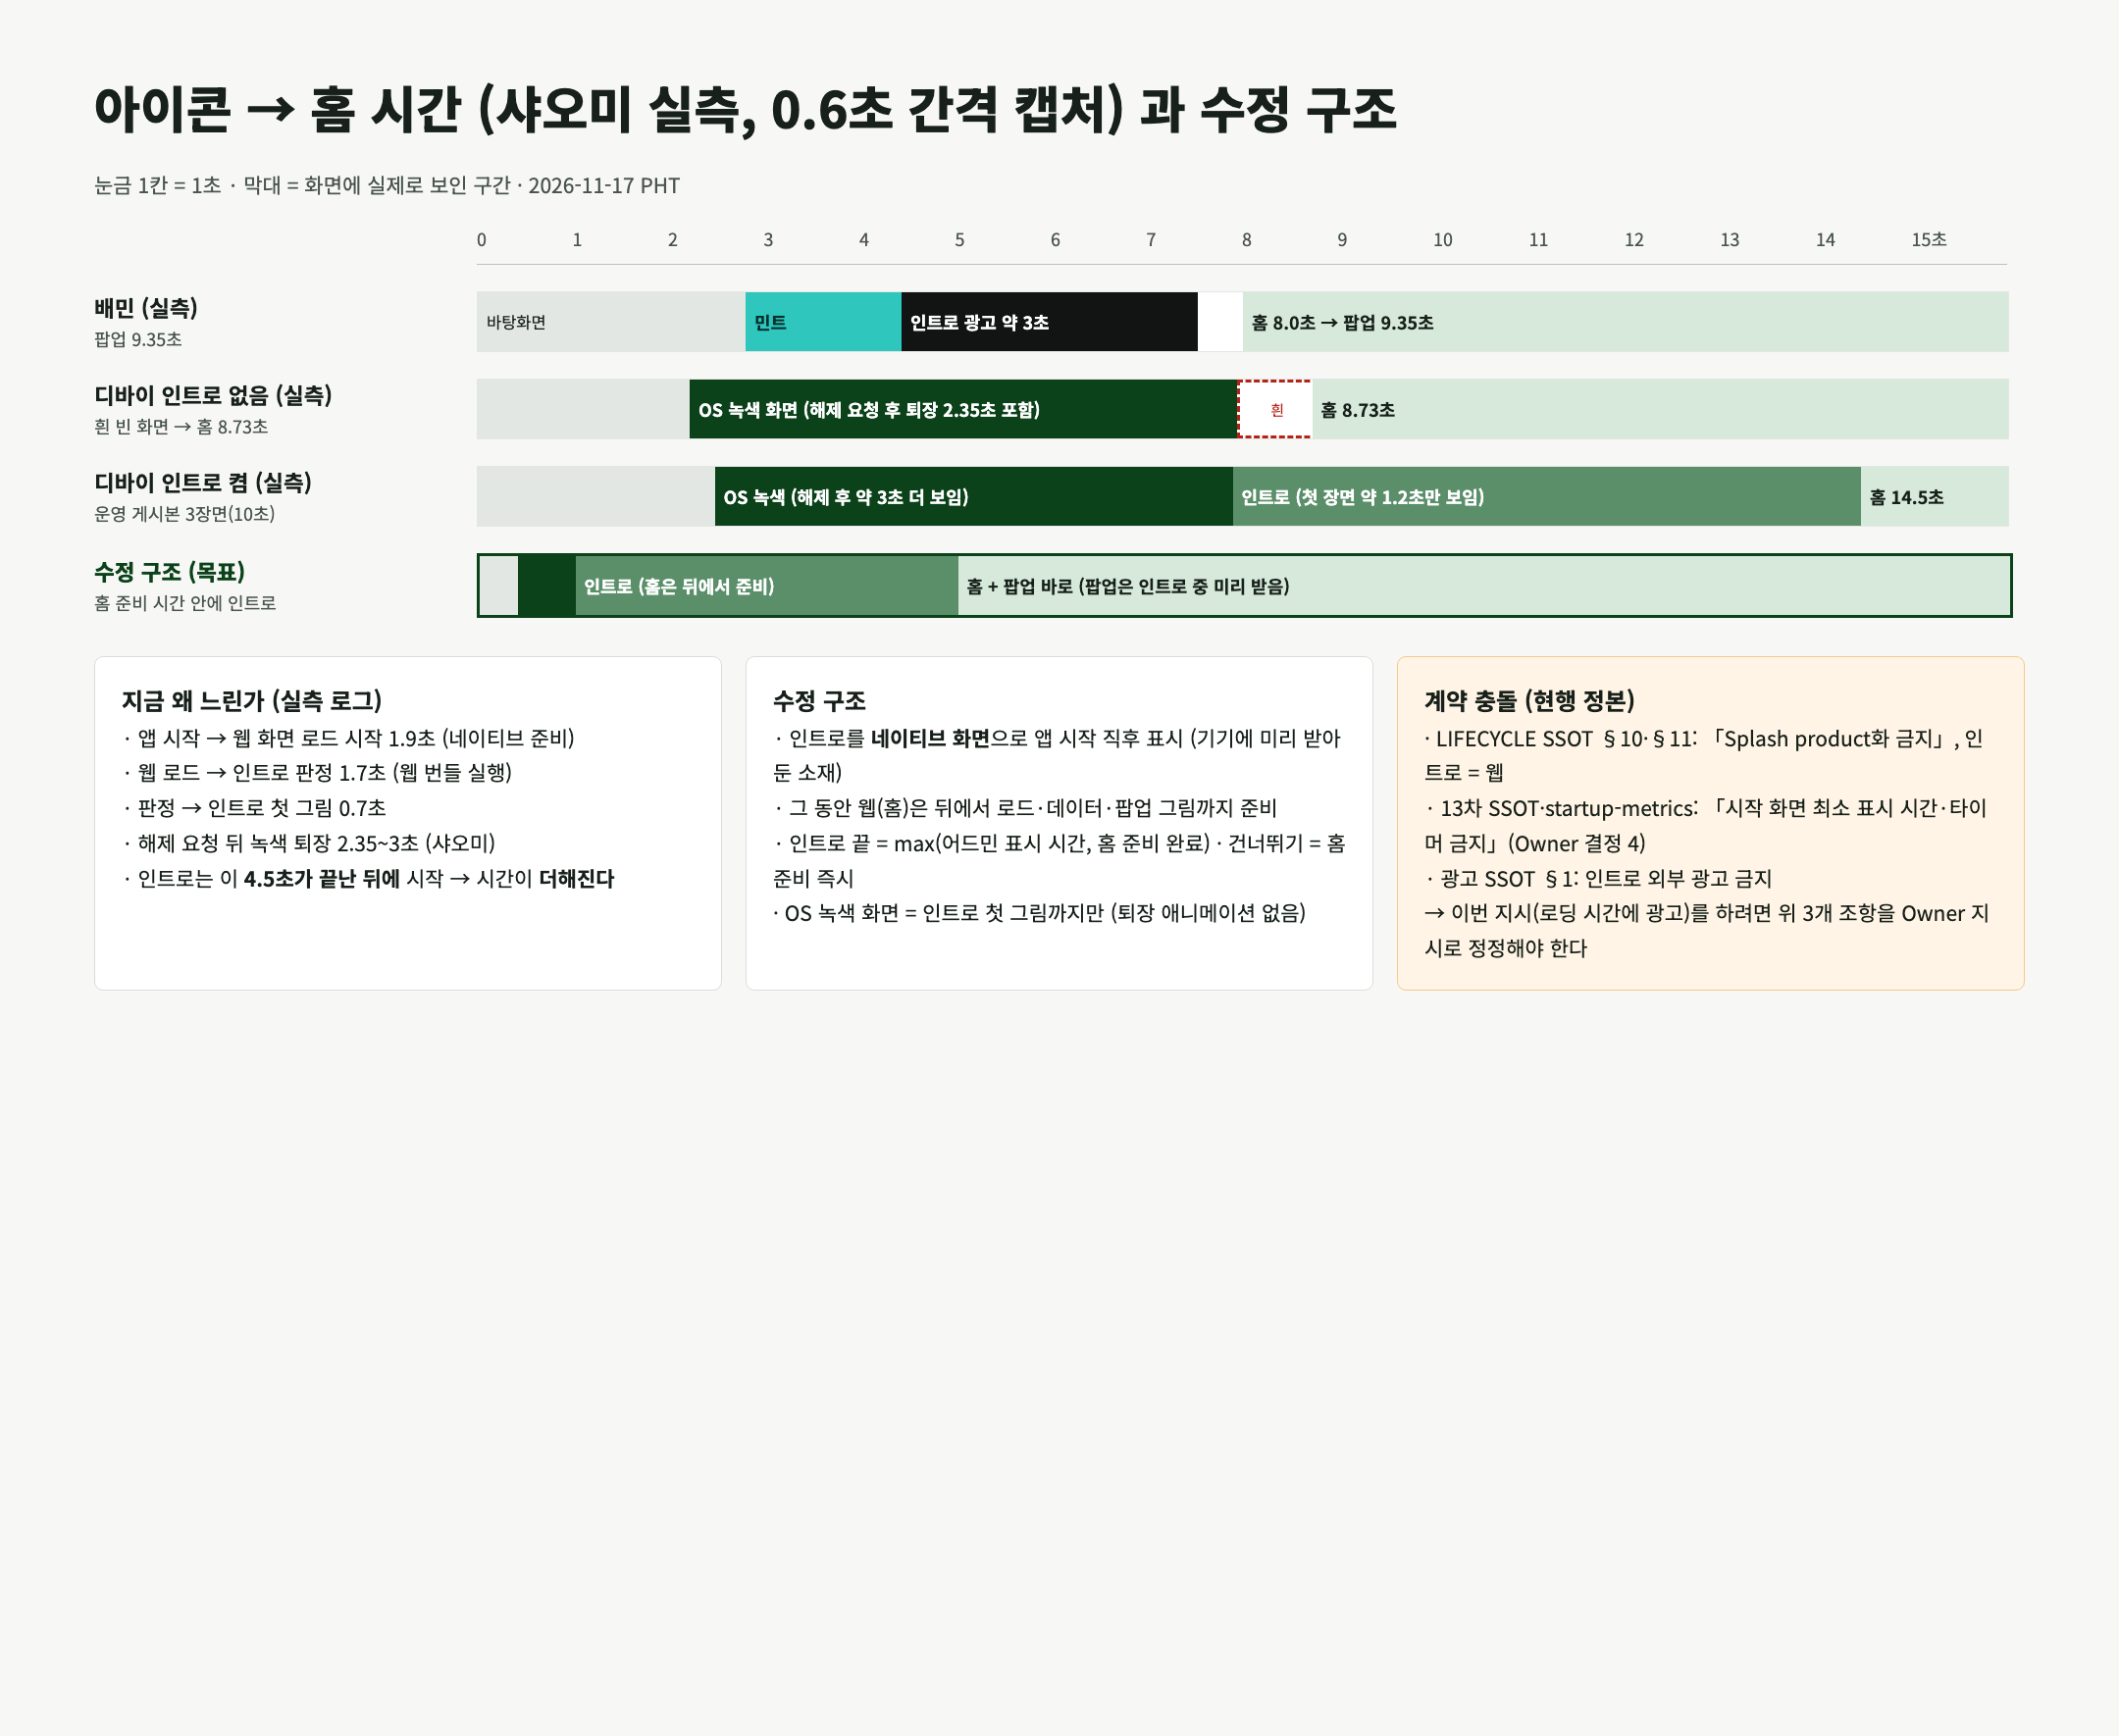 아이콘 → 홈 시간 (샤오미 실측, 0.6초 간격 캡처) 과 수정 구조
눈금 1칸 = 1초 · 막대 = 화면에 실제로 보인 구간 · 2026-11-17 PHT
0 1 2 3 4 5 6 7 8 9 10 11 12 13 14 15초
배민 (실측)
팝업 9.35초
바탕화면
민트
인트로 광고 약 3초
홈 8.0초 → 팝업 9.35초
디바이 인트로 없음 (실측)
흰 빈 화면 → 홈 8.73초
OS 녹색 화면 (해제 요청 후 퇴장 2.35초 포함)
흰
홈 8.73초
디바이 인트로 켬 (실측)
운영 게시본 3장면(10초)
OS 녹색 (해제 후 약 3초 더 보임)
인트로 (첫 장면 약 1.2초만 보임)
홈 14.5초
수정 구조 (목표)
홈 준비 시간 안에 인트로
인트로 (홈은 뒤에서 준비)
홈 + 팝업 바로 (팝업은 인트로 중 미리 받음)
지금 왜 느린가 (실측 로그)
· 앱 시작 → 웹 화면 로드 시작 1.9초 (네이티브 준비)
· 웹 로드 → 인트로 판정 1.7초 (웹 번들 실행)
· 판정 → 인트로 첫 그림 0.7초
· 해제 요청 뒤 녹색 퇴장 2.35~3초 (샤오미)
· 인트로는 이 4.5초가 끝난 뒤에 시작 → 시간이 더해진다
수정 구조
· 인트로를 네이티브 화면으로 앱 시작 직후 표시 (기기에 미리 받아
둔 소재)
· 그 동안 웹(홈)은 뒤에서 로드·데이터·팝업 그림까지 준비
· 인트로 끝 = max(어드민 표시 시간, 홈 준비 완료) · 건너뛰기 = 홈
준비 즉시
· OS 녹색 화면 = 인트로 첫 그림까지만 (퇴장 애니메이션 없음)
계약 충돌 (현행 정본)
· LIFECYCLE SSOT §10·§11: 「Splash product화 금지」, 인
트로 = 웹
· 13차 SSOT·startup-metrics: 「시작 화면 최소 표시 시간·타이
머 금지」(Owner 결정 4)
· 광고 SSOT §1: 인트로 외부 광고 금지
→ 이번 지시(로딩 시간에 광고)를 하려면 위 3개 조항을 Owner 지
시로 정정해야 한다